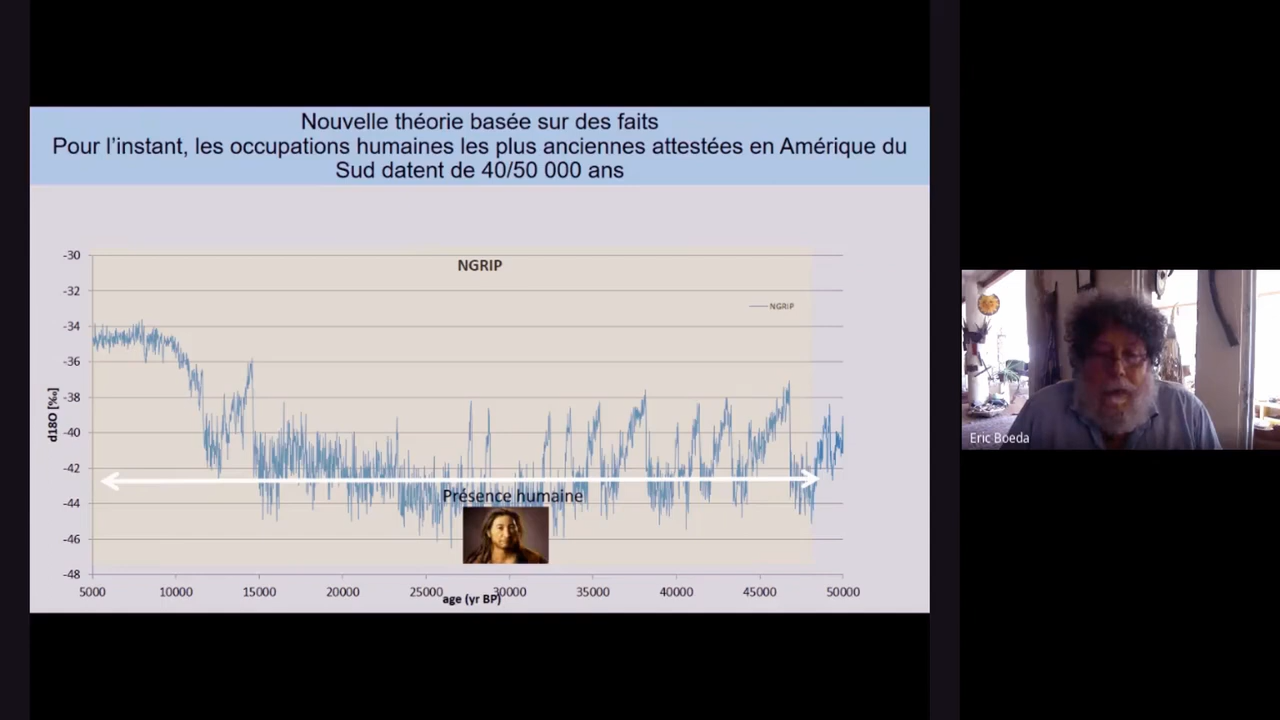 Nouvelle théorie basée sur des faits
Pour l'instant, les occupations humaines les plus anciennes attestées en Amérique du
Sud datent de 40/50 000 ans
NGRIP
NGRIP
d18O [‰]
-30
-32
-34
-36
-38
-40
-42
-44
-46
-48
Présence humaine
5000 10000 15000 20000 25000 30000 35000 40000 45000 50000
age (yr BP)
Eric Boeda